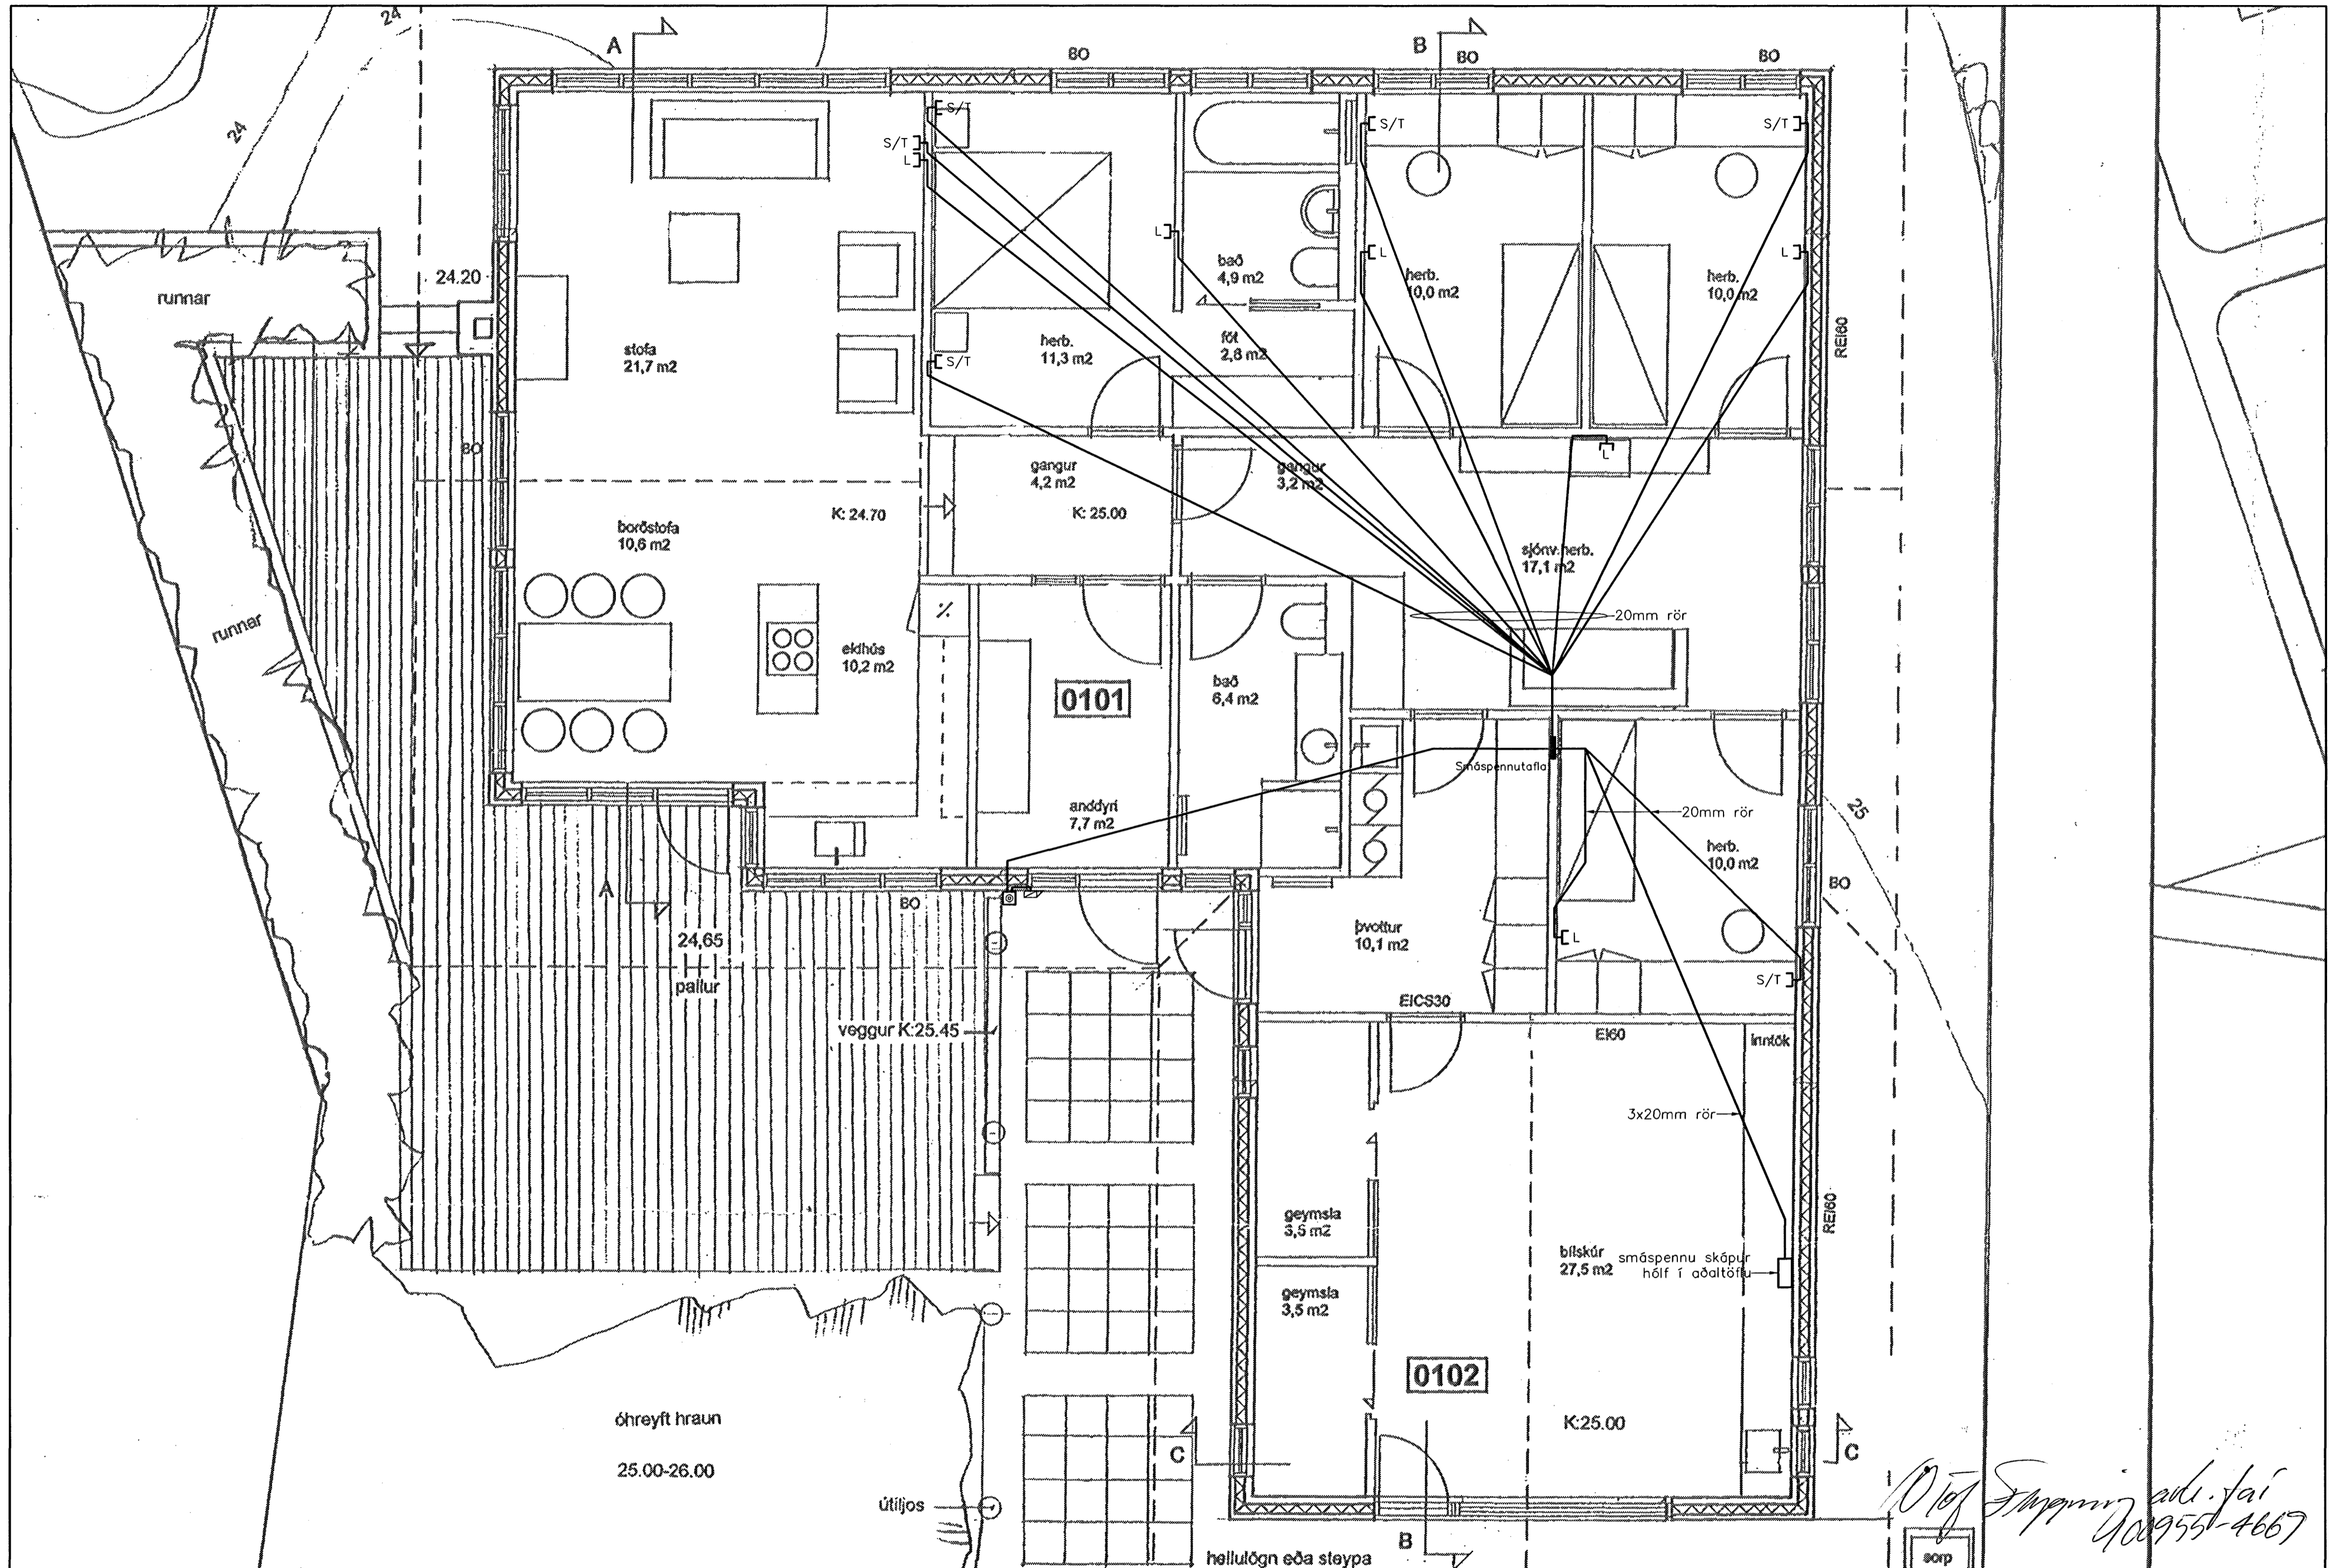 24
A
BO
B
BO
BO
24
S/T
S/T
L
S/T
S/T
L
L
L
24.20
runnar
bað
4,9 m2
herb.
10,0 m2
herb.
10,0 m2
REI60
stofa
21,7 m2
herb.
11,3 m2
föt
2,8 m2
S/T
BO
gangur
4,2 m2
gangur
3,2 m2
L
K: 24.70
K: 25.00
borðstofa
10,6 m2
sjónv.herb.
17,1 m2
20mm rör
runnar
eldhús
10,2 m2
0101
bað
6,4 m2
Smáspennutafla
anddyri
7,7 m2
20mm rör
25
herb.
10,0 m2
A
BO
BO
24,65
pallur
þvottur
10,1 m2
L
S/T
veggur K:25.45
EICS30
EI60
inntök
3x20mm rör
geymsla
3,5 m2
REI60
bílskúr
27,5 m2
smáspennu skápur
hólf í aðaltöflu
geymsla
3,5 m2
0102
óhreyft hraun
K:25.00
C
C
25.00-26.00
útiljos
B
hellulögn eða steypa
sorp